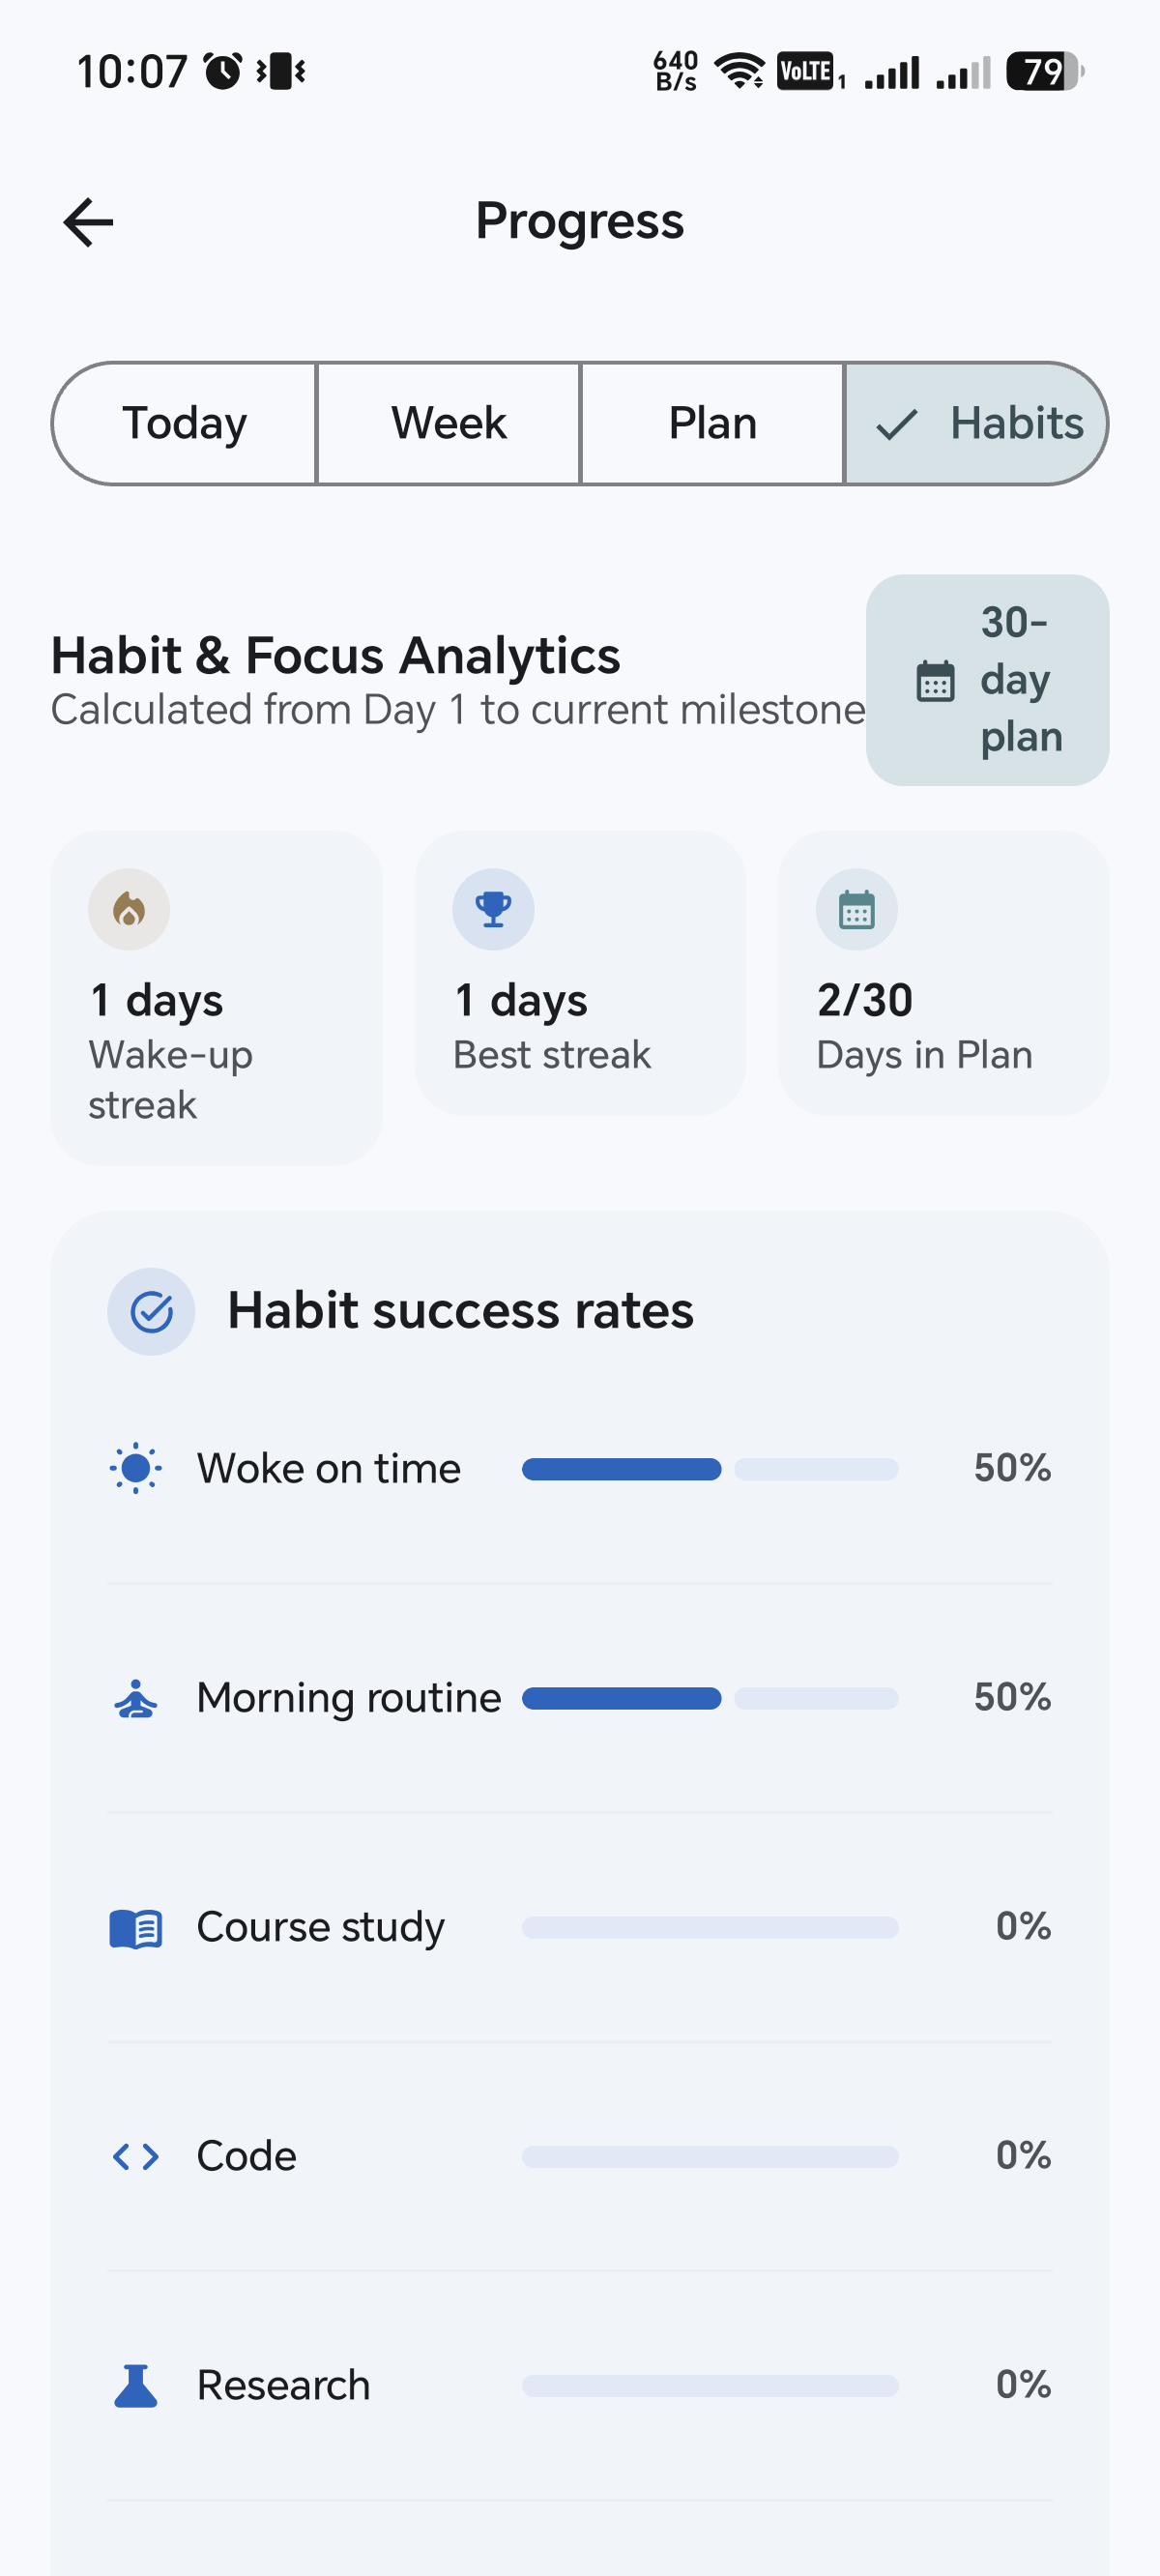 10:07
640
B/s
VoLTE 1
79
Progress
Today
Week
Plan
Habits
Habit & Focus Analytics
Calculated from Day 1 to current milestone
30-
day
plan
1 days
Wake-up
streak
1 days
Best streak
2/30
Days in Plan
Habit success rates
Woke on time
50%
Morning routine
50%
Course study
0%
Code
0%
Research
0%